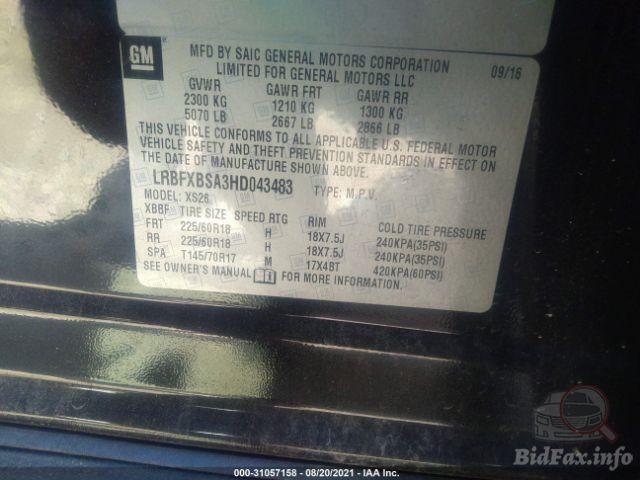 GM
MFD BY SAIC GENERAL MOTORS CORPORATION
LIMITED FOR GENERAL MOTORS LLC
09/16
GVWR GAWR FRT GAWR RR
2300 KG 1210 KG 1300 KG
5070 LB 2667 LB 2866 LB
THIS VEHICLE CONFORMS TO ALL APPLICABLE U.S. FEDERAL MOTOR
VEHICLE SAFETY AND THEFT PREVENTION STANDARDS IN EFFECT ON
THE DATE OF MANUFACTURE SHOWN ABOVE.
LRBFXBSA3HD043483 TYPE: M.P.V.
MODEL: XS26
XBBF TIRE SIZE SPEED RTG RIM COLD TIRE PRESSURE
FRT 225/60R18 H 18X7.5J 240KPA(35PSI)
RR 225/60R18 H 18X7.5J 240KPA(35PSI)
SPA T145/70R17 M 17X4BT 420KPA(60PSI)
SEE OWNER'S MANUAL FOR MORE INFORMATION.
BidFax.info
000-31057158 - 08/20/2021 - IAA Inc.